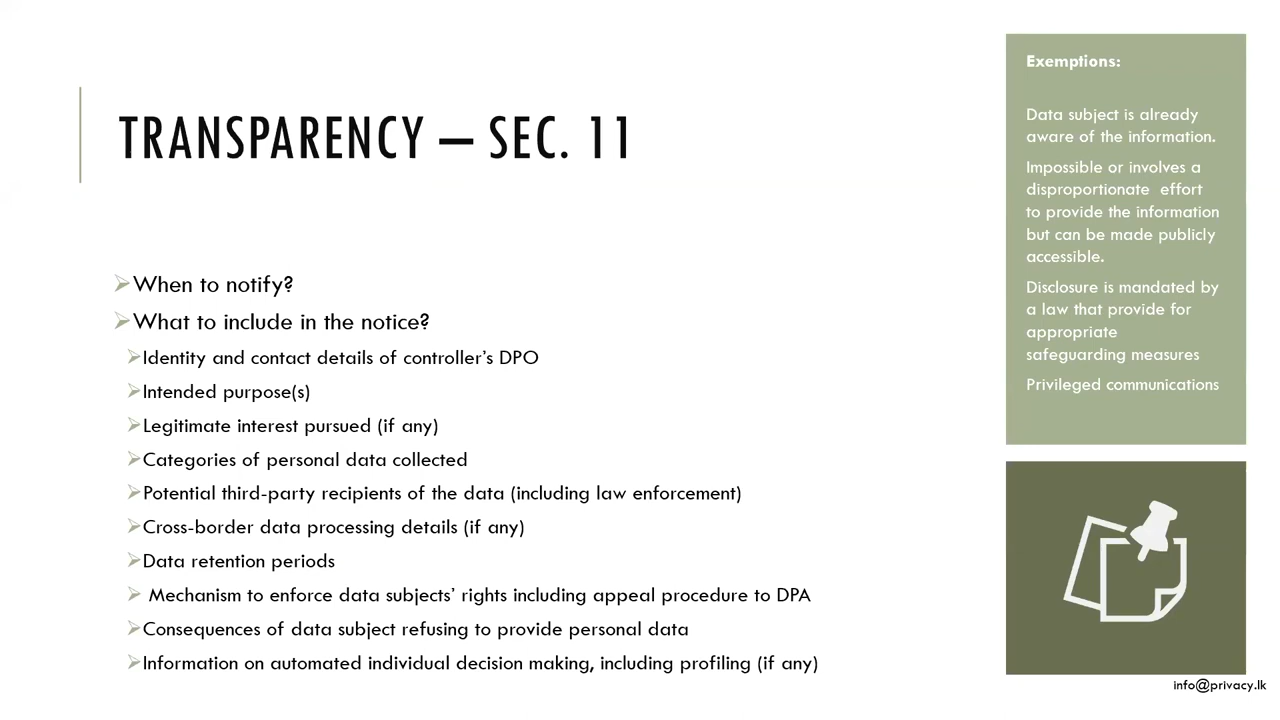 TRANSPARENCY – SEC. 11
When to notify?
What to include in the notice?
Identity and contact details of controller's DPO
Intended purpose(s)
Legitimate interest pursued (if any)
Categories of personal data collected
Potential third-party recipients of the data (including law enforcement)
Cross-border data processing details (if any)
Data retention periods
Mechanism to enforce data subjects' rights including appeal procedure to DPA
Consequences of data subject refusing to provide personal data
Information on automated individual decision making, including profiling (if any)
Exemptions:
Data subject is already
aware of the information.
Impossible or involves a
disproportionate effort
to provide the information
but can be made publicly
accessible.
Disclosure is mandated by
a law that provide for
appropriate
safeguarding measures
Privileged communications
info@privacy.lk